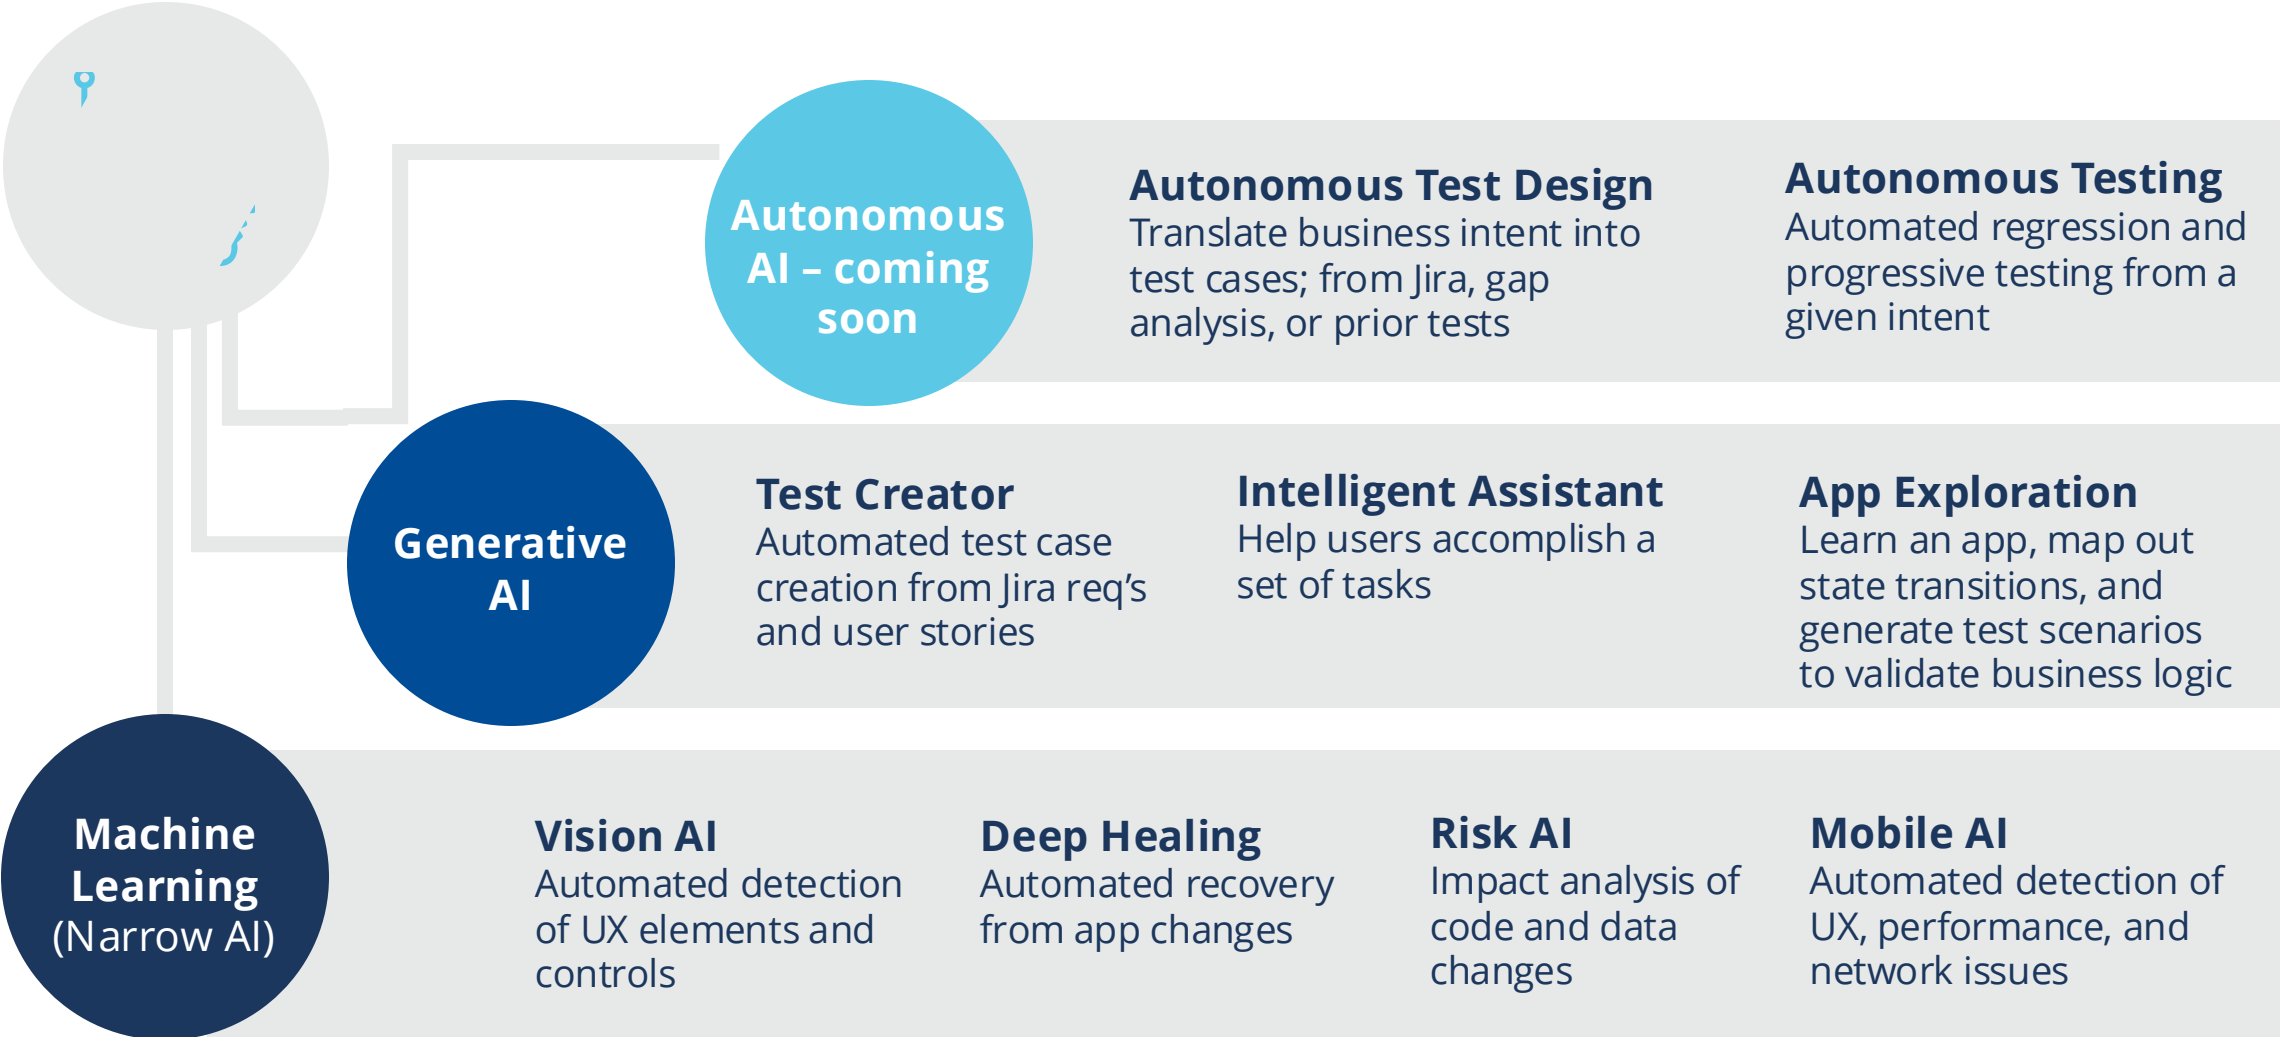 Autonomous
AI – coming
soon
Autonomous Test Design
Translate business intent into
test cases; from Jira, gap
analysis, or prior tests
Autonomous Testing
Automated regression and
progressive testing from a
given intent
Generative
AI
Test Creator
Automated test case
creation from Jira req’s
and user stories
Intelligent Assistant
Help users accomplish a
set of tasks
App Exploration
Learn an app, map out
state transitions, and
generate test scenarios
to validate business logic
Machine
Learning
(Narrow AI)
Vision AI
Automated detection
of UX elements and
controls
Deep Healing
Automated recovery
from app changes
Risk AI
Impact analysis of
code and data
changes
Mobile AI
Automated detection of
UX, performance, and
network issues